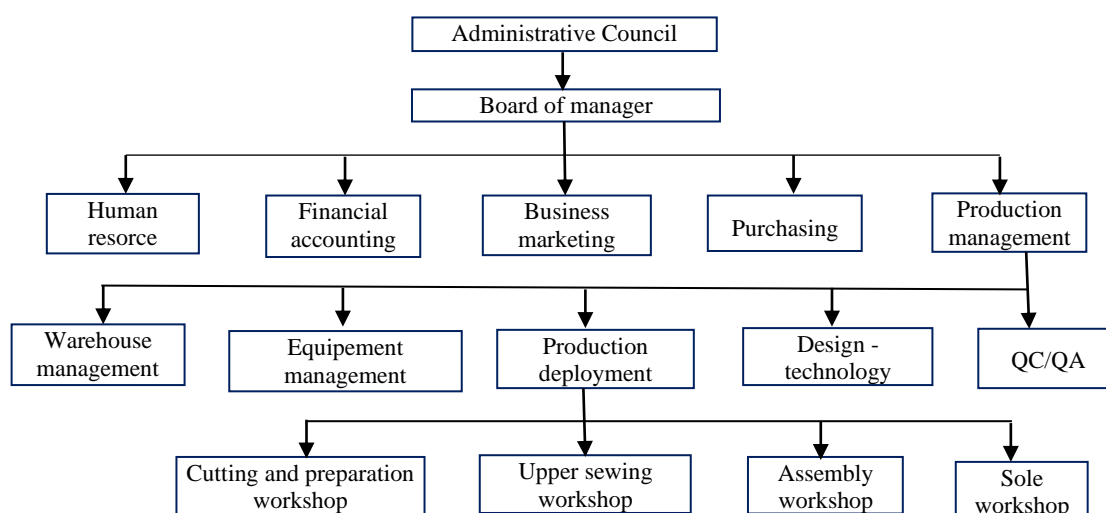 Administrative Council
Board of manager
Human
resorce
Financial
accounting
Business
marketing
Purchasing
Production
management
Warehouse
management
Equipement
management
Production
deployment
Design -
technology
QC/QA
Cutting and preparation
workshop
Upper sewing
workshop
Assembly
workshop
Sole
workshop